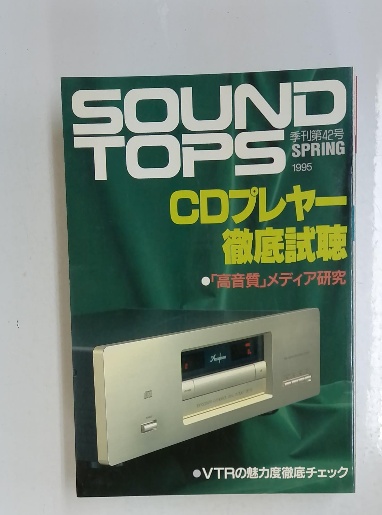 SOUND
TOPS
季刊第42号
SPRING
1995
CDプレヤー
徹底試聴
●「高音質」メディア研究
Accuphase
●VTRの魅力度徹底チェック